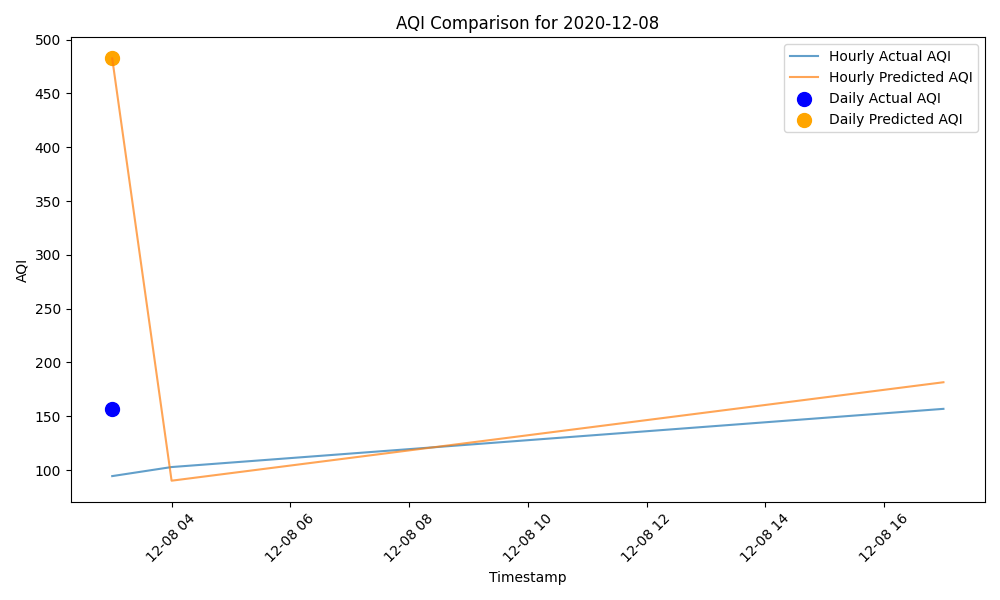 AQI Comparison for 2020-12-08
500
450
400
350
300
250
200
150
100
AQI
Hourly Actual AQI
Hourly Predicted AQI
Daily Actual AQI
Daily Predicted AQI
12-08 04
12-08 06
12-08 08
12-08 10
12-08 12
12-08 14
12-08 16
Timestamp